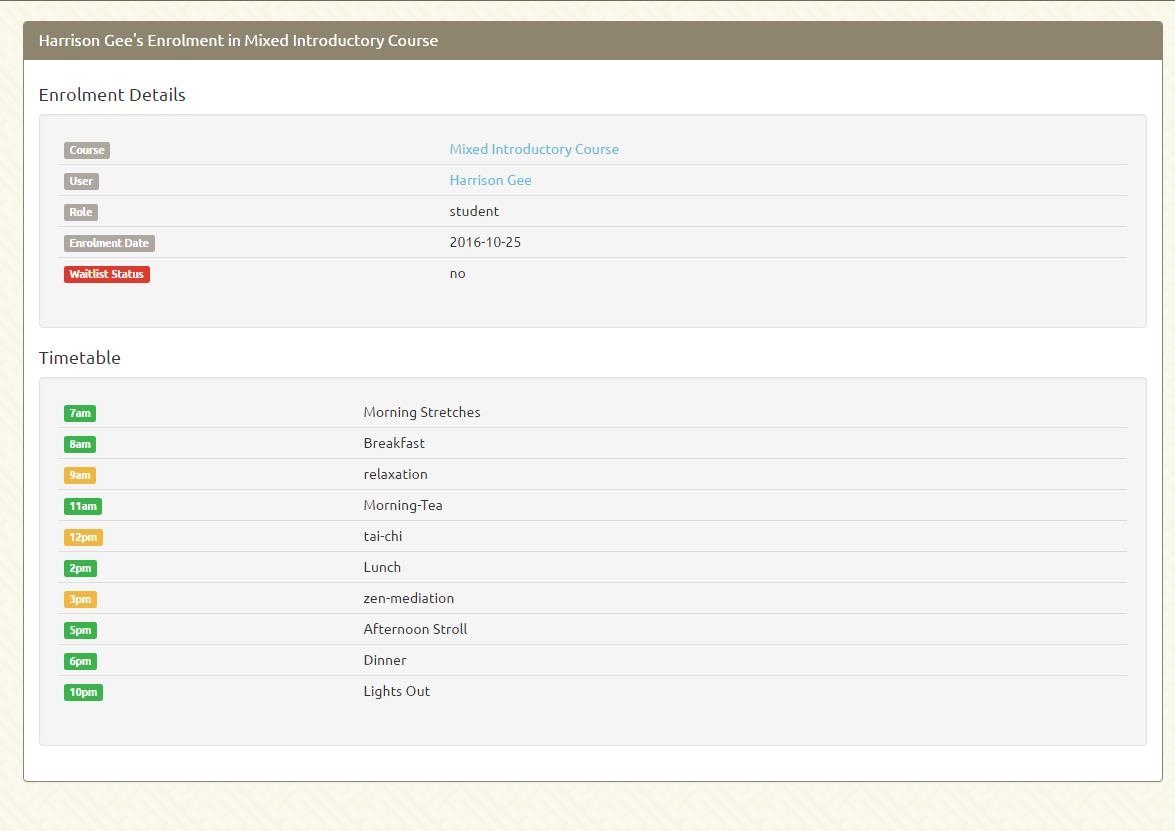 Harrison Gee's Enrolment in Mixed Introductory Course
Enrolment Details
Course Mixed Introductory Course
User Harrison Gee
Role student
Enrolment Date 2016-10-25
Waitlist Status no
Timetable
7am Morning Stretches
8am Breakfast
9am relaxation
11am Morning-Tea
12pm tai-chi
2pm Lunch
3pm zen-mediation
5pm Afternoon Stroll
6pm Dinner
10pm Lights Out